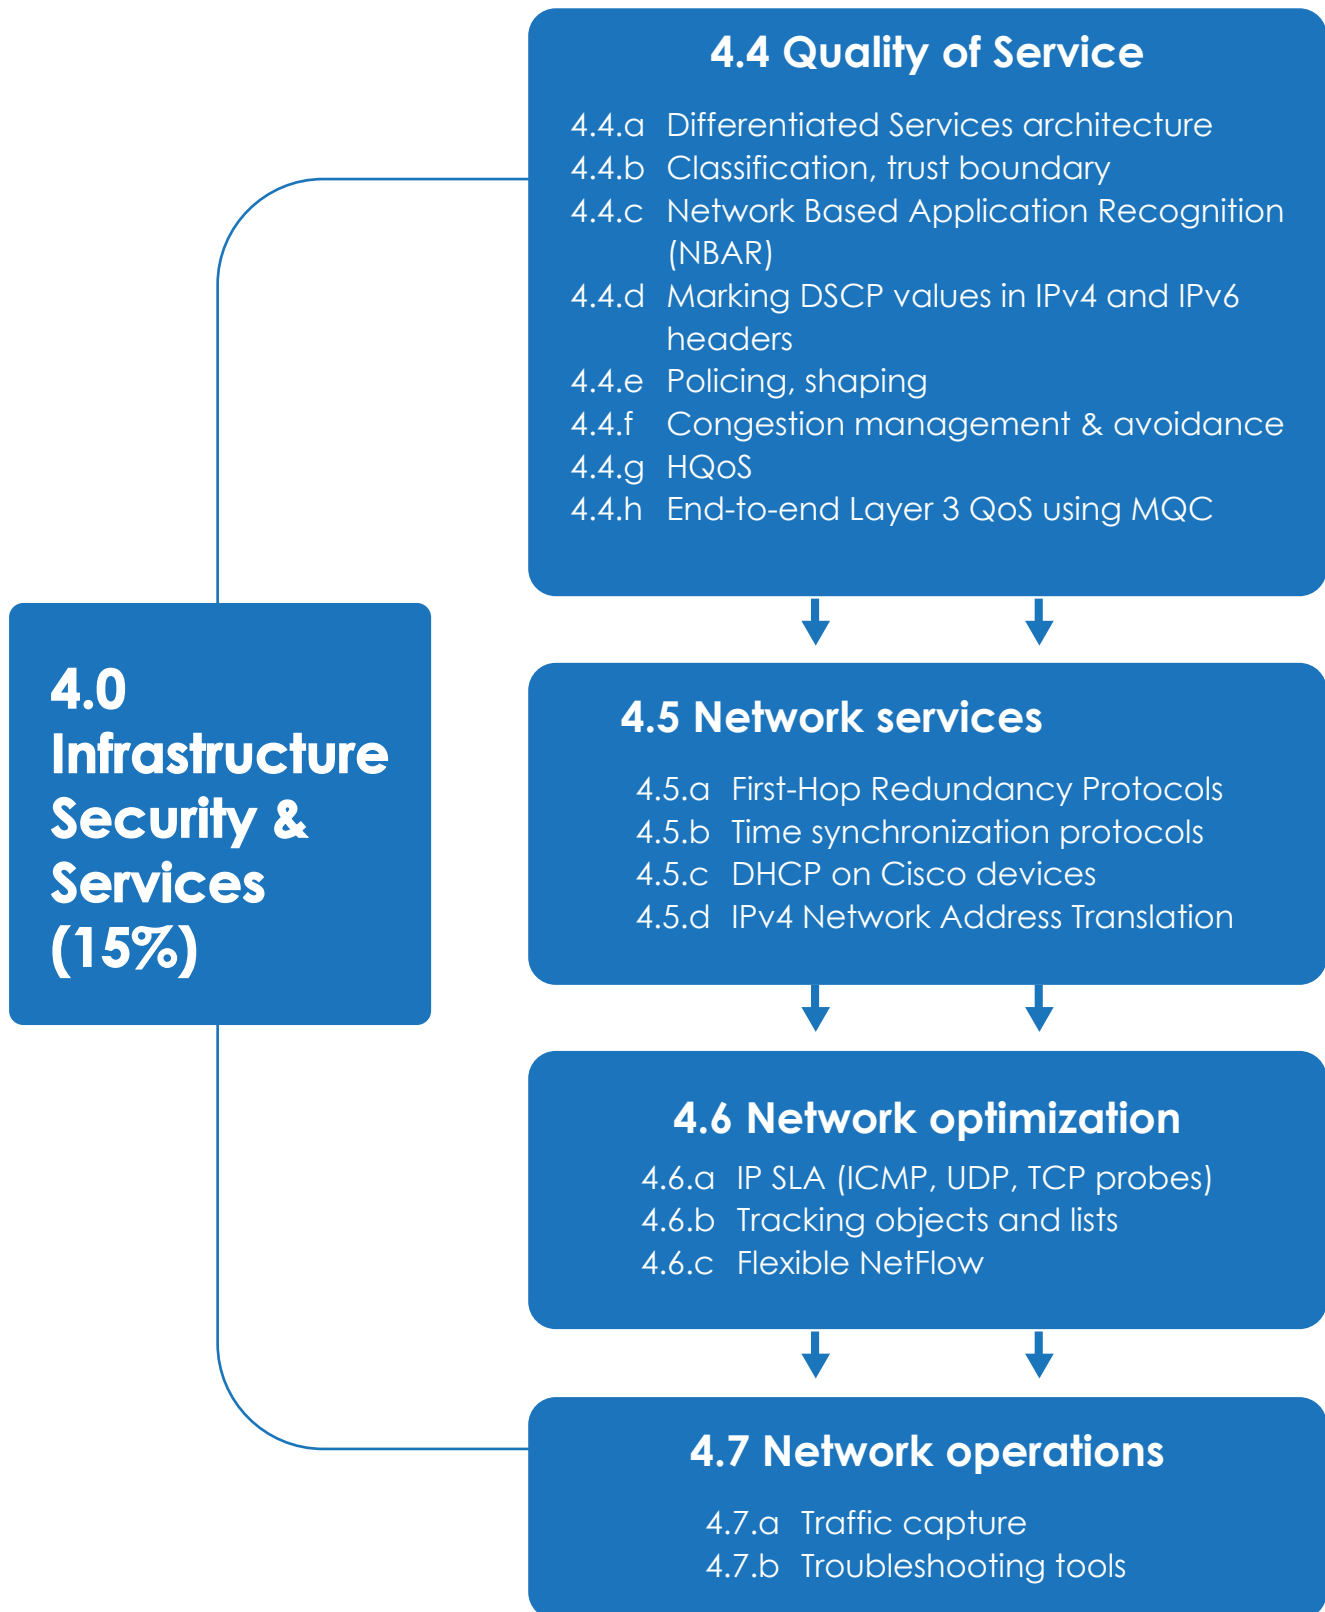 4.4 Quality of Service
4.4.a Differentiated Services architecture
4.4.b Classification, trust boundary
4.4.c Network Based Application Recognition
(NBAR)
4.4.d Marking DSCP values in IPv4 and IPv6
headers
4.4.e Policing, shaping
4.4.f Congestion management & avoidance
4.4.g HQoS
4.4.h End-to-end Layer 3 QoS using MQC
4.0
Infrastructure
Security &
Services
(15%)
4.5 Network services
4.5.a First-Hop Redundancy Protocols
4.5.b Time synchronization protocols
4.5.c DHCP on Cisco devices
4.5.d IPv4 Network Address Translation
4.6 Network optimization
4.6.a IP SLA (ICMP, UDP, TCP probes)
4.6.b Tracking objects and lists
4.6.c Flexible NetFlow
4.7 Network operations
4.7.a Traffic capture
4.7.b Troubleshooting tools